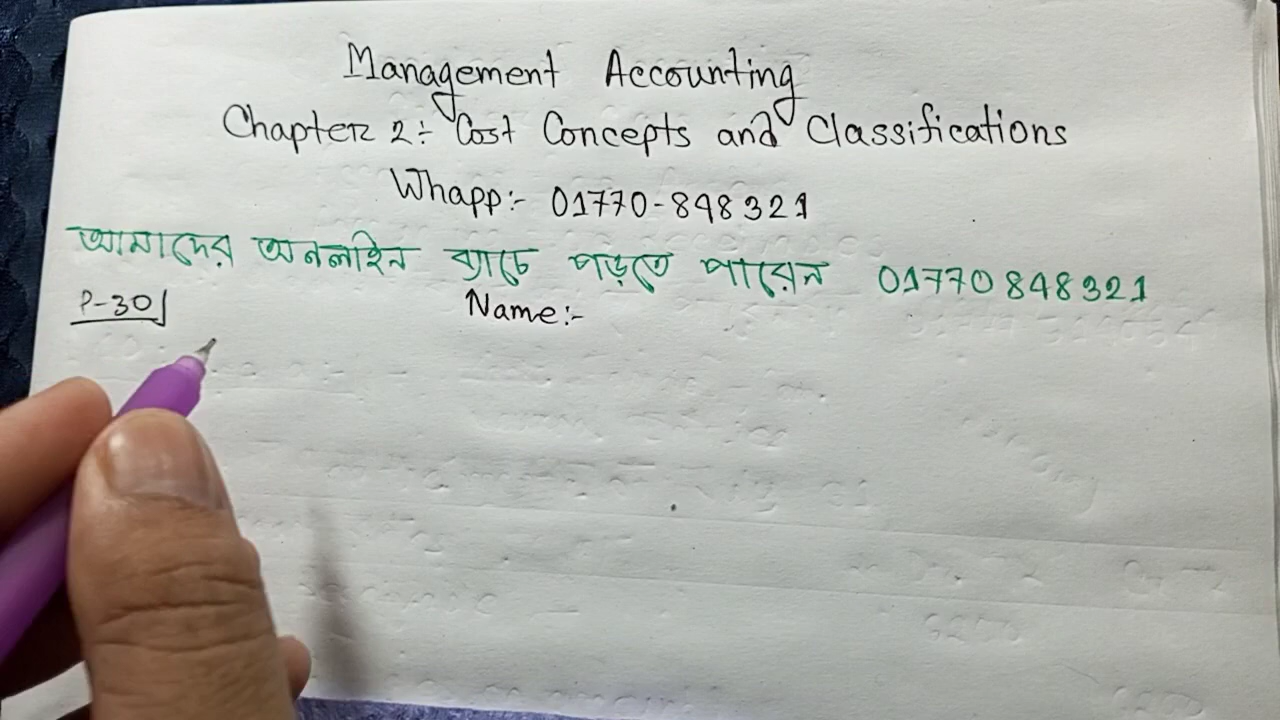 Management Accounting
Chapter 2:- Cost Concepts and Classifications
Whapp:- 01770-848321
আমাদের অনলাইন ব্যাচে পড়তে পারেন 01770848321
P-30 Name:-